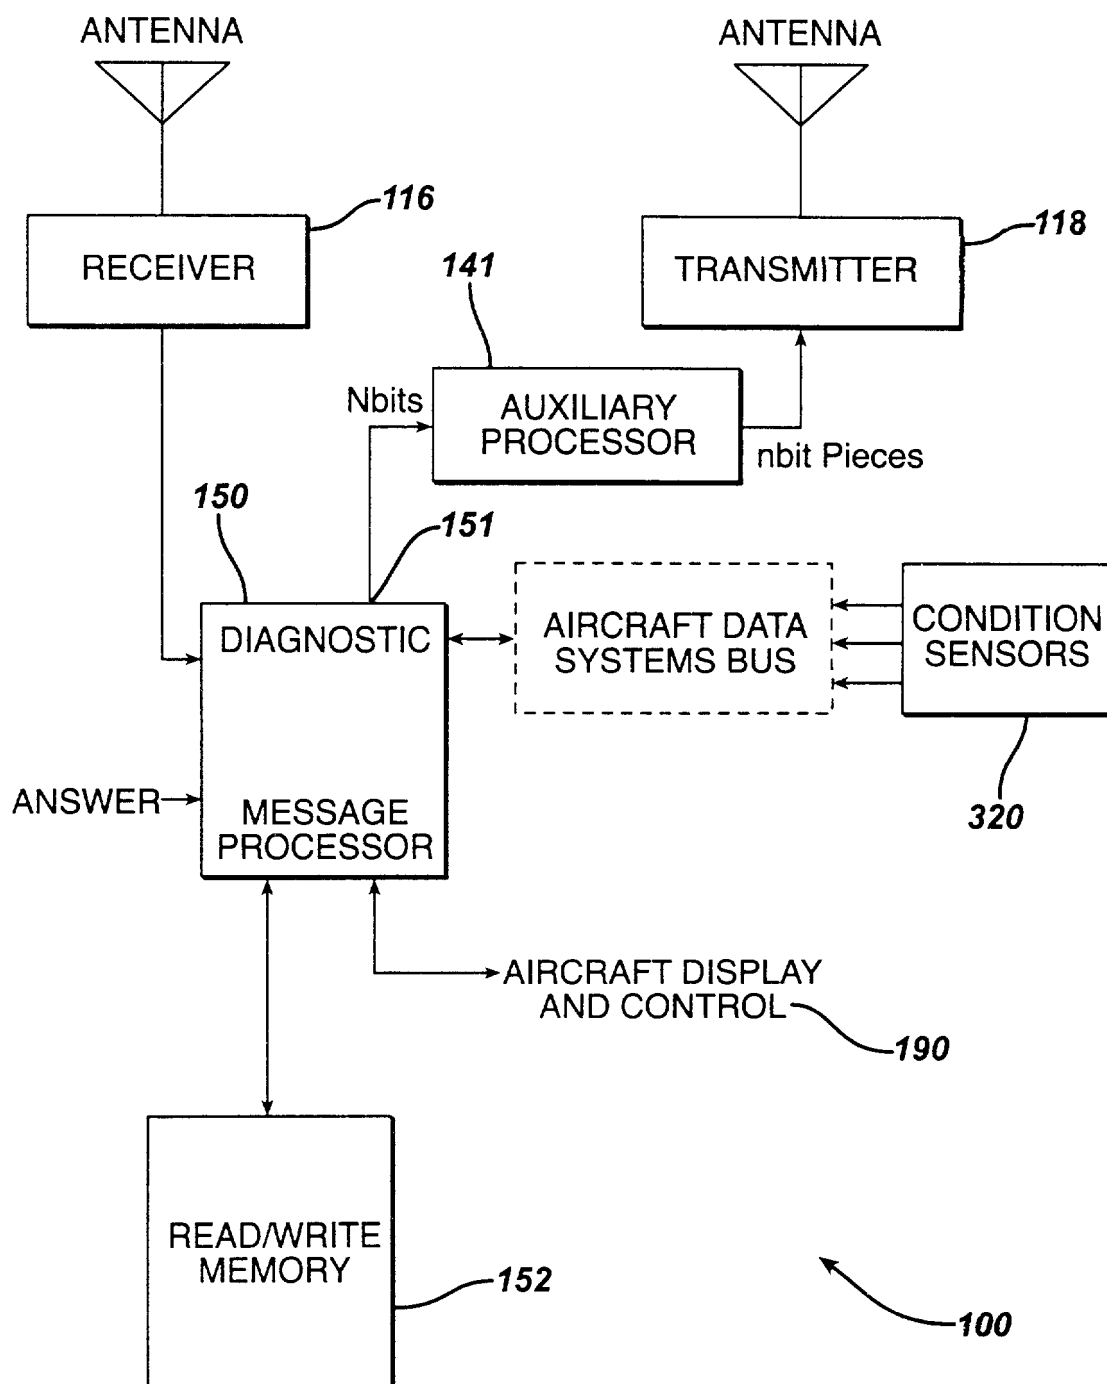 ANTENNA
ANTENNA
116
RECEIVER
118
TRANSMITTER
141
Nbits
AUXILIARY
PROCESSOR
nbit Pieces
150
151
DIAGNOSTIC
AIRCRAFT DATA
SYSTEMS BUS
CONDITION
SENSORS
ANSWER
MESSAGE
PROCESSOR
320
AIRCRAFT DISPLAY
AND CONTROL
190
READ/WRITE
MEMORY
152
100